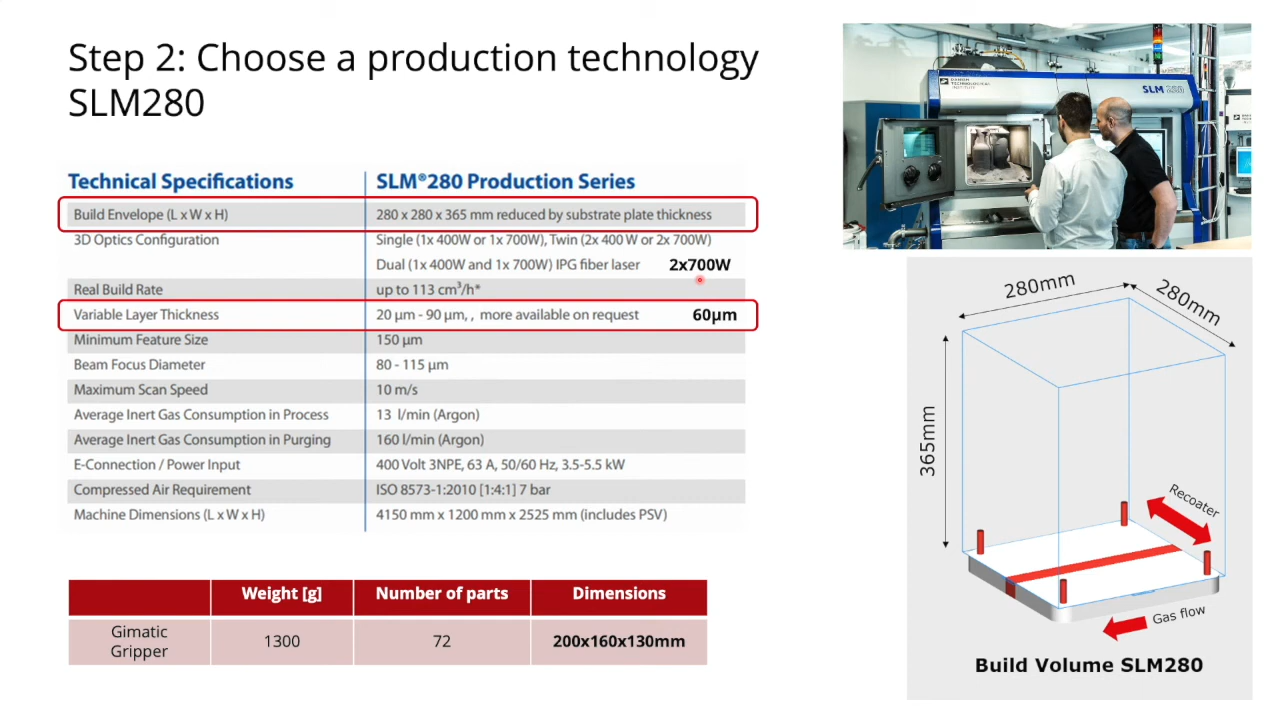 Step 2: Choose a production technology
SLM280
DANISH
TECHNOLOGICAL
INSTITUTE
SLM 280
Technical Specifications SLM®280 Production Series
Build Envelope (L x W x H) 280 x 280 x 365 mm reduced by substrate plate thickness
3D Optics Configuration Single (1x 400W or 1x 700W), Twin (2x 400 W or 2x 700W)
Dual (1x 400W and 1x 700W) IPG fiber laser 2x700W
Real Build Rate up to 113 cm³/h*
Variable Layer Thickness 20 µm - 90 µm, , more available on request 60µm
Minimum Feature Size 150 µm
Beam Focus Diameter 80 - 115 µm
Maximum Scan Speed 10 m/s
Average Inert Gas Consumption in Process 13 l/min (Argon)
Average Inert Gas Consumption in Purging 160 l/min (Argon)
E-Connection / Power Input 400 Volt 3NPE, 63 A, 50/60 Hz, 3.5-5.5 kW
Compressed Air Requirement ISO 8573-1:2010 [1:4:1] 7 bar
Machine Dimensions (L x W x H) 4150 mm x 1200 mm x 2525 mm (includes PSV)
Weight [g] Number of parts Dimensions
Gimatic
Gripper 1300 72 200x160x130mm
280mm
280mm
365mm
Recoater
Gas flow
Build Volume SLM280